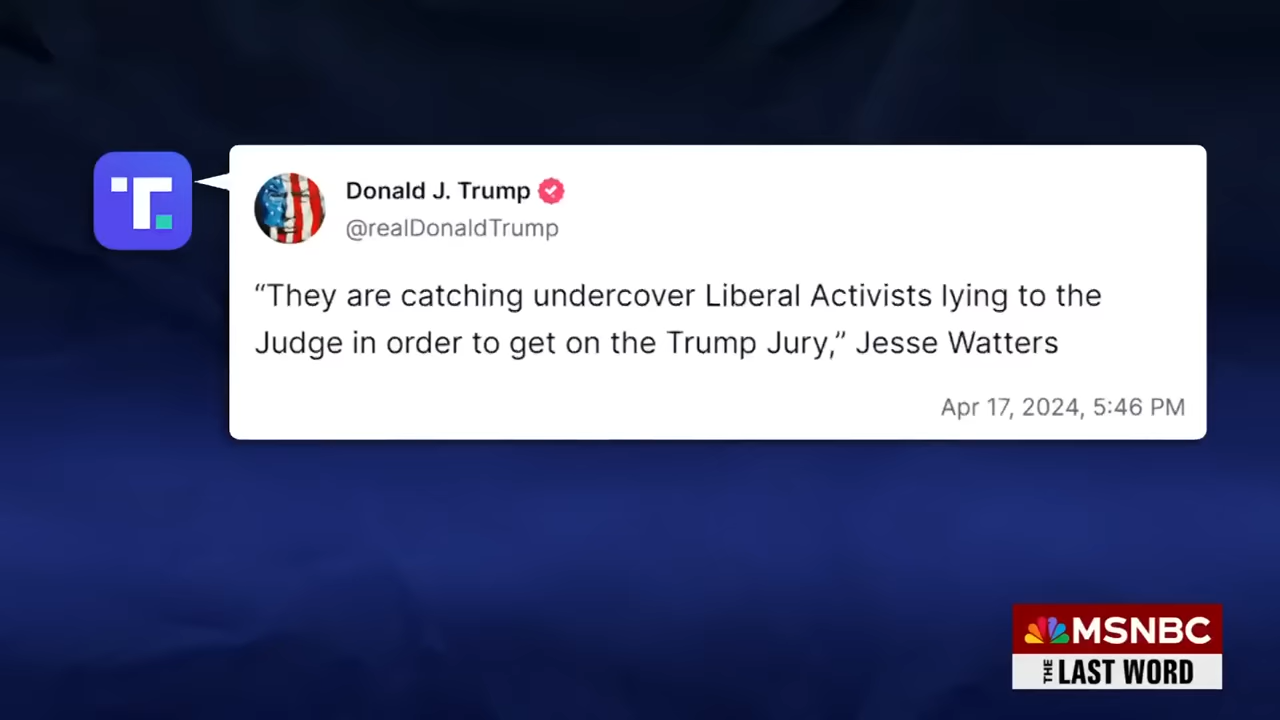 T.
Donald J. Trump
@realDonaldTrump
“They are catching undercover Liberal Activists lying to the
Judge in order to get on the Trump Jury,” Jesse Watters
Apr 17, 2024, 5:46 PM
MSNBC
THE LAST WORD